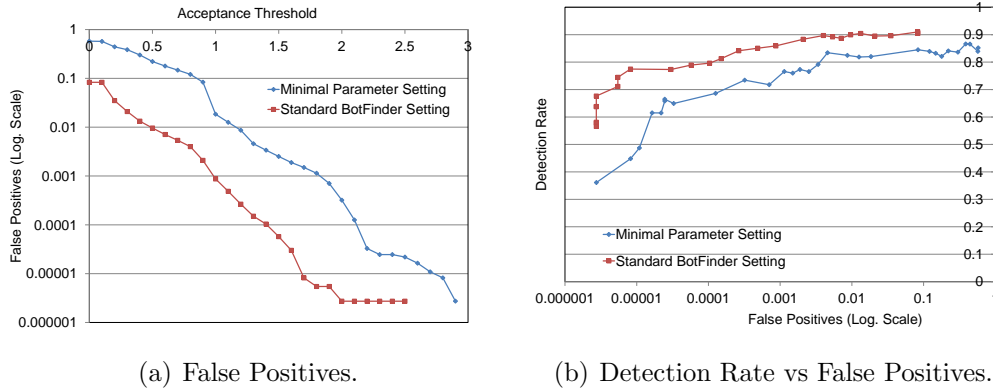 Acceptance Threshold
0 0.5 1 1.5 2 2.5 3
1
0.1
0.01
0.001
0.0001
0.00001
0.000001
False Positives (Log. Scale)
Minimal Parameter Setting
Standard BotFinder Setting
(a) False Positives.
1
0.9
0.8
0.7
0.6
0.5
0.4
0.3
0.2
0.1
0
Detection Rate
Minimal Parameter Setting
Standard BotFinder Setting
0.000001 0.00001 0.0001 0.001 0.01 0.1 1
False Positives (Log. Scale)
(b) Detection Rate vs False Positives.